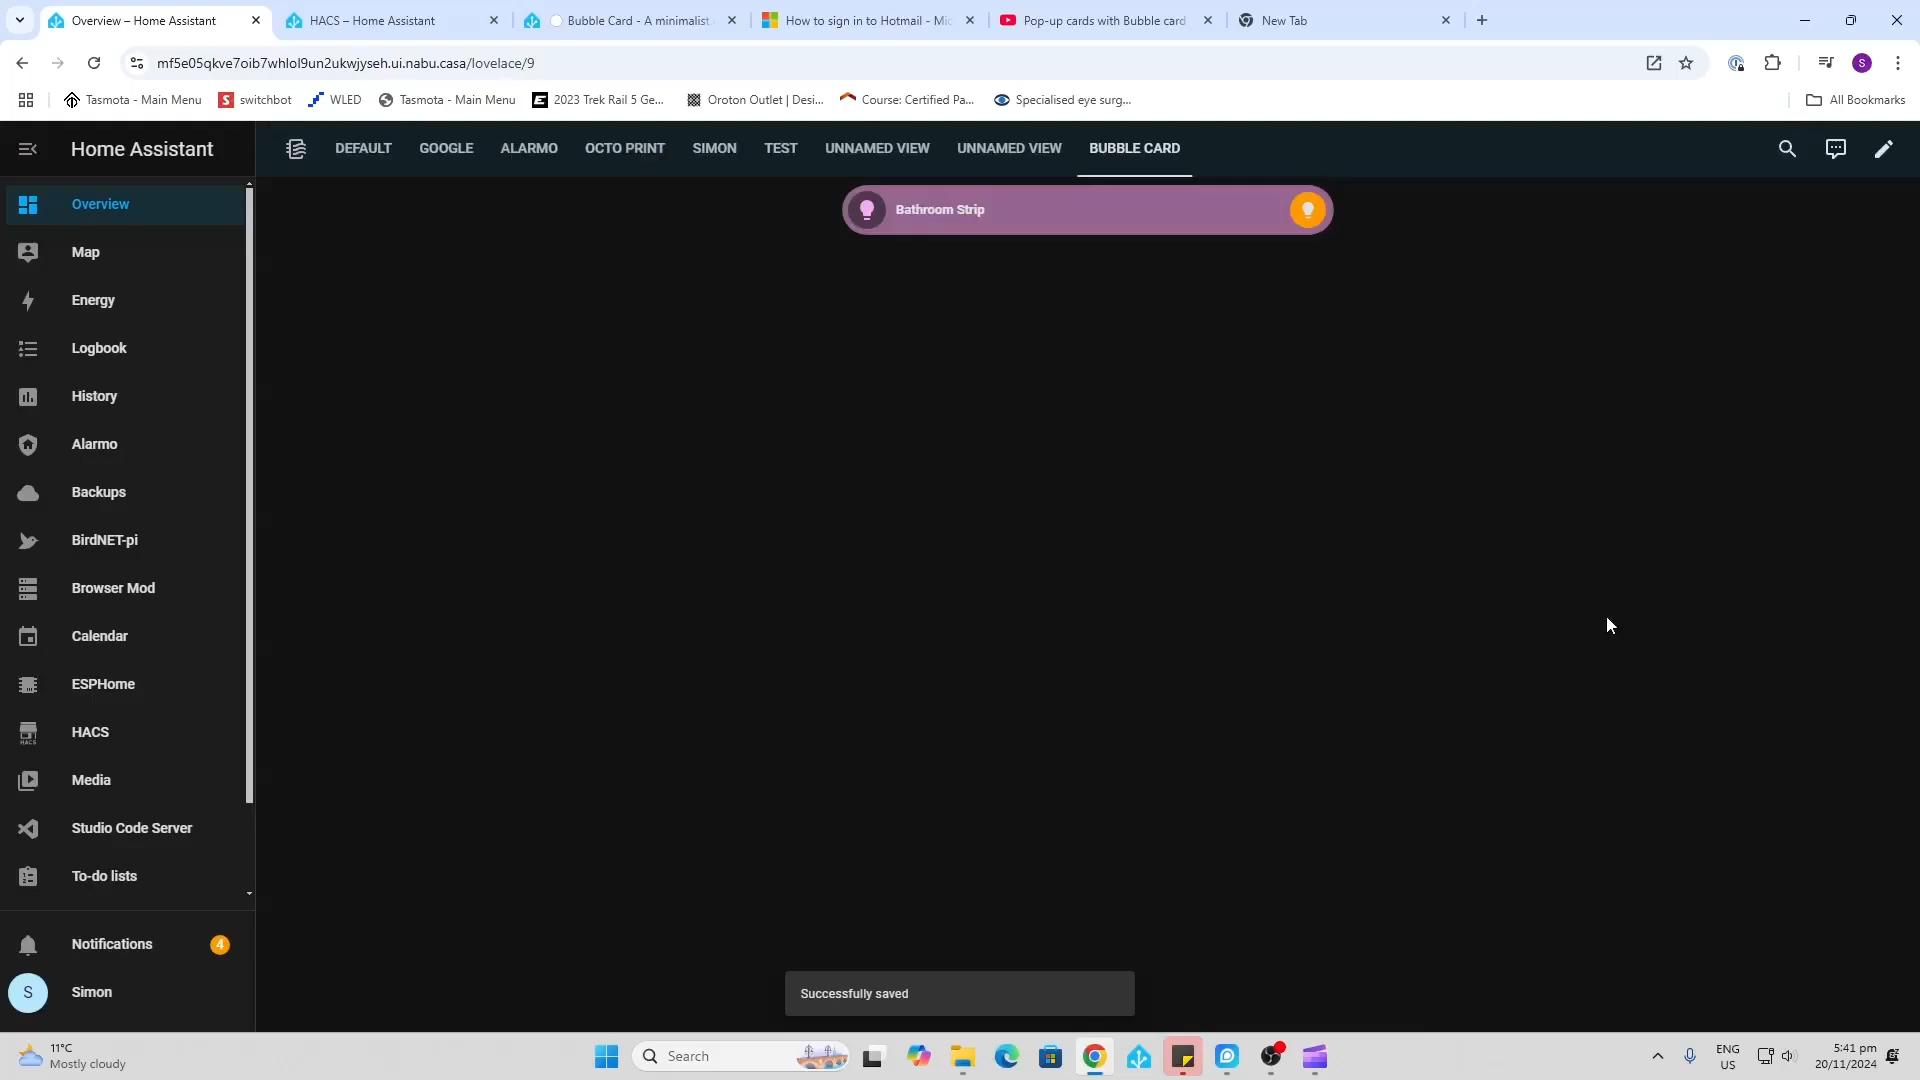 Overview – Home Assistant
HACS – Home Assistant
Bubble Card - A minimalist
How to sign in to Hotmail - Mic
Pop-up cards with Bubble card
New Tab
mf5e05qkve7oib7whlol9un2ukwjyseh.ui.nabu.casa/lovelace/9
S
Tasmota - Main Menu
switchbot
WLED
Tasmota - Main Menu
2023 Trek Rail 5 Ge...
Oroton Outlet | Desi...
Course: Certified Pa...
Specialised eye surg...
All Bookmarks
Home Assistant
DEFAULT
GOOGLE
ALARMO
OCTO PRINT
SIMON
TEST
UNNAMED VIEW
UNNAMED VIEW
BUBBLE CARD
Bathroom Strip
Overview
Map
Energy
Logbook
History
Alarmo
Backups
BirdNET-pi
Browser Mod
Calendar
ESPHome
HACS
Media
Studio Code Server
To-do lists
Notifications
4
S
Simon
Successfully saved
11°C
Mostly cloudy
Search
ENG
US
5:41 pm
20/11/2024